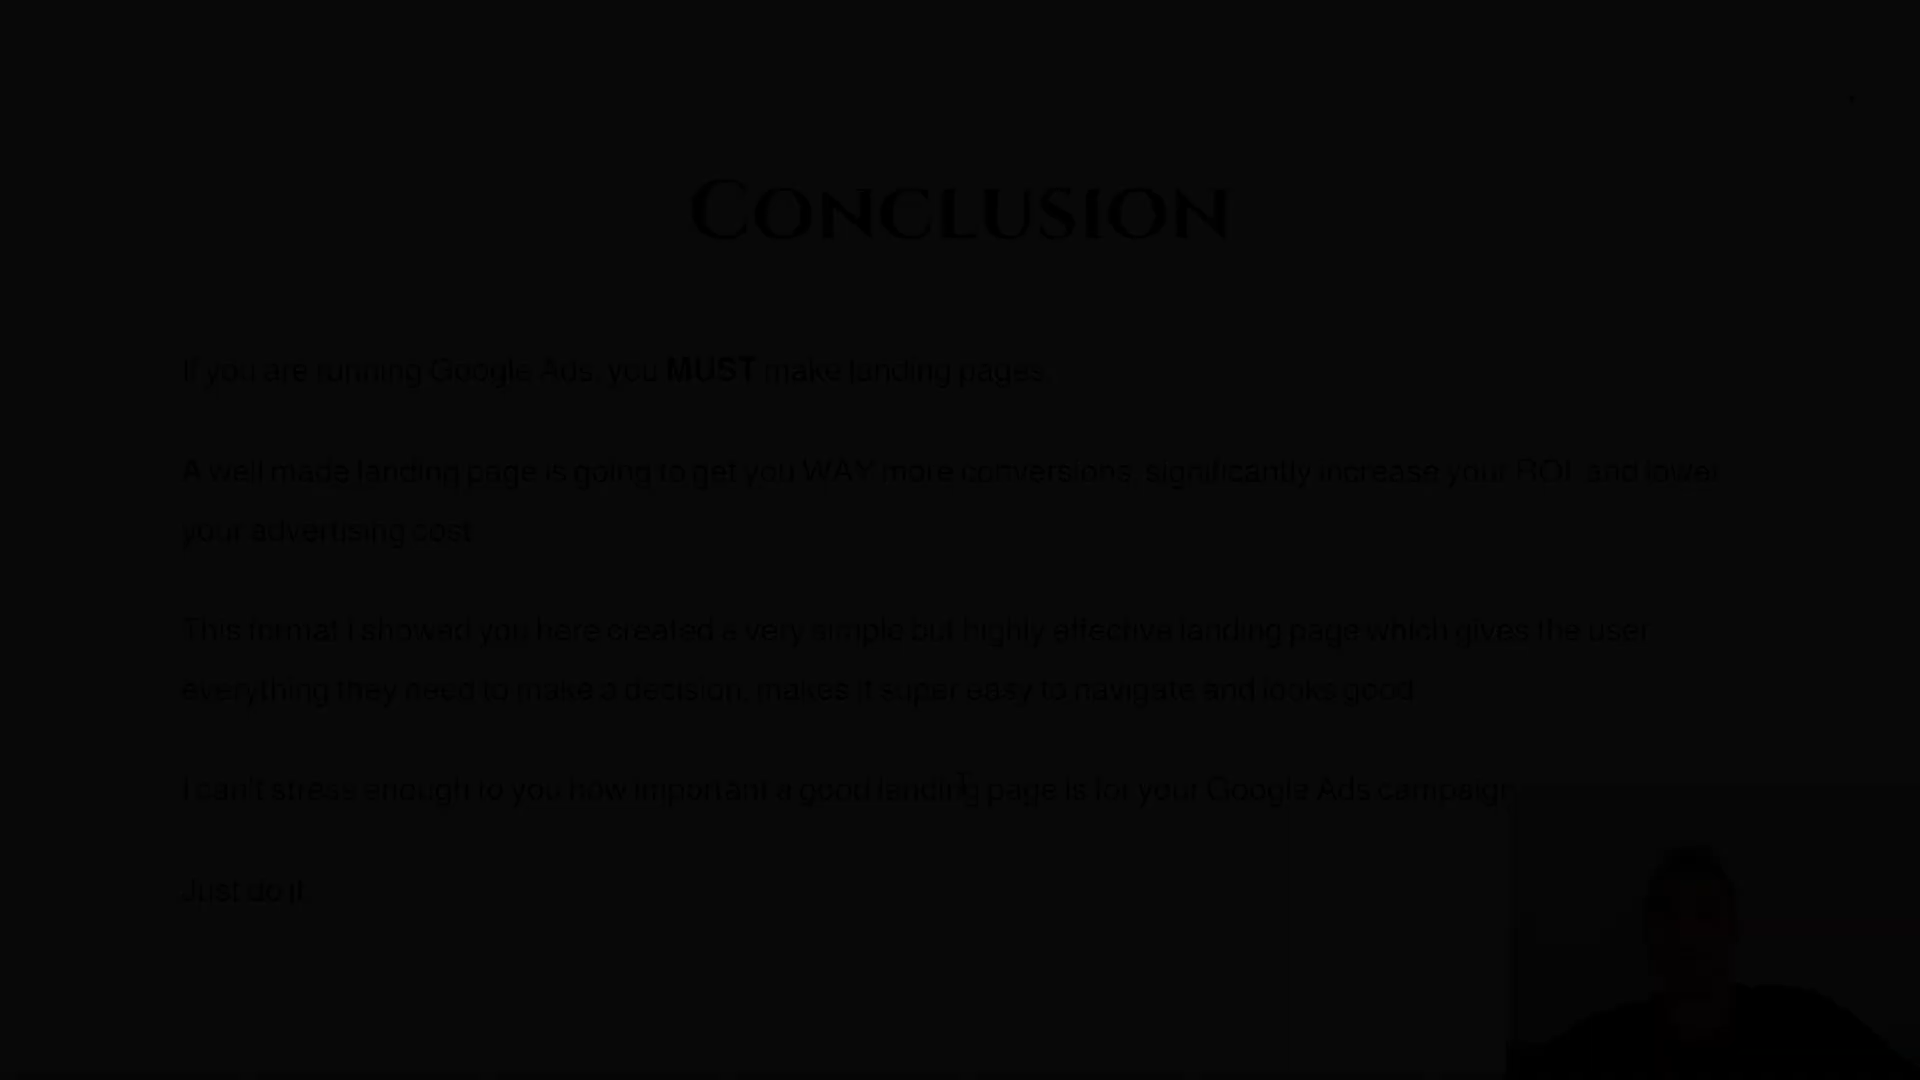 CONCLUSION
If you are running Google Ads, you MUST make landing pages.
A well made landing page is going to get you WAY more conversions, significantly increase your ROI, and lower
your advertising cost
This format I showed you here created a very simple but highly effective landing page which gives the user
everything they need to make a decision, makes it super easy to navigate and looks good
I can't stress enough to you how important a good landing page is for your Google Ads campaign
Just do it